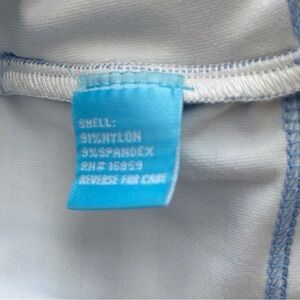 SHELL:
91%NYLON
9%SPANDEX
RN# 16859
REVERSE FOR CARE